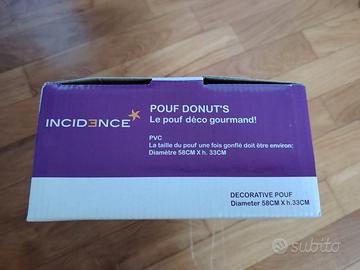 INCIDENCE
POUF DONUT'S
Le pouf déco gourmand!
PVC
La taille du pouf une fois gonflé doit être environ:
Diamètre 58CM X h. 33CM
DECORATIVE POUF
Diameter 58CM X h.33CM
subito